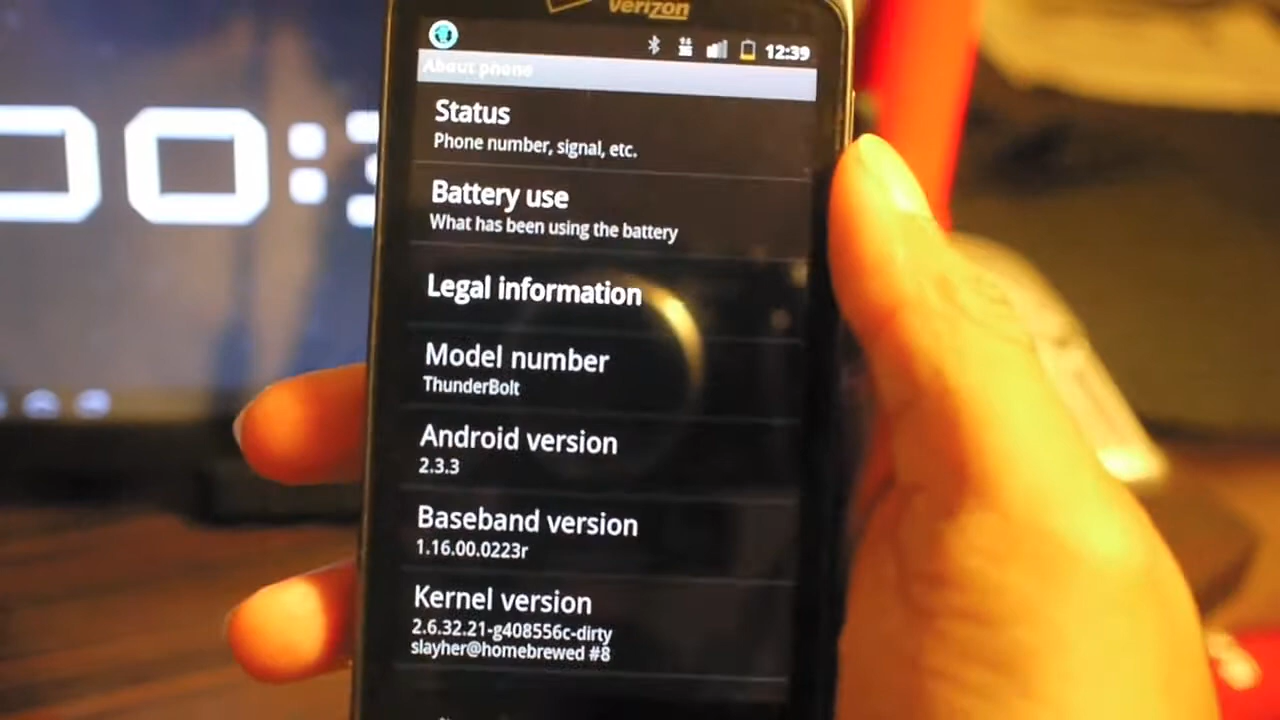 verizon
12:39
About phone
Status
Phone number, signal, etc.
Battery use
What has been using the battery
Legal information
Model number
ThunderBolt
Android version
2.3.3
Baseband version
1.16.00.0223r
Kernel version
2.6.32.21-g408556c-dirty
slayher@homebrewed #8